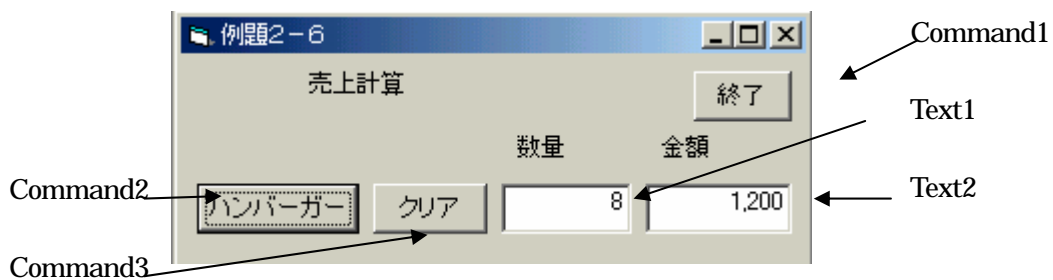 例題2-6
Command1
売上計算
終了
Text1
数量
金額
Command2
ハンバーガー
クリア
8
1,200
Text2
Command3